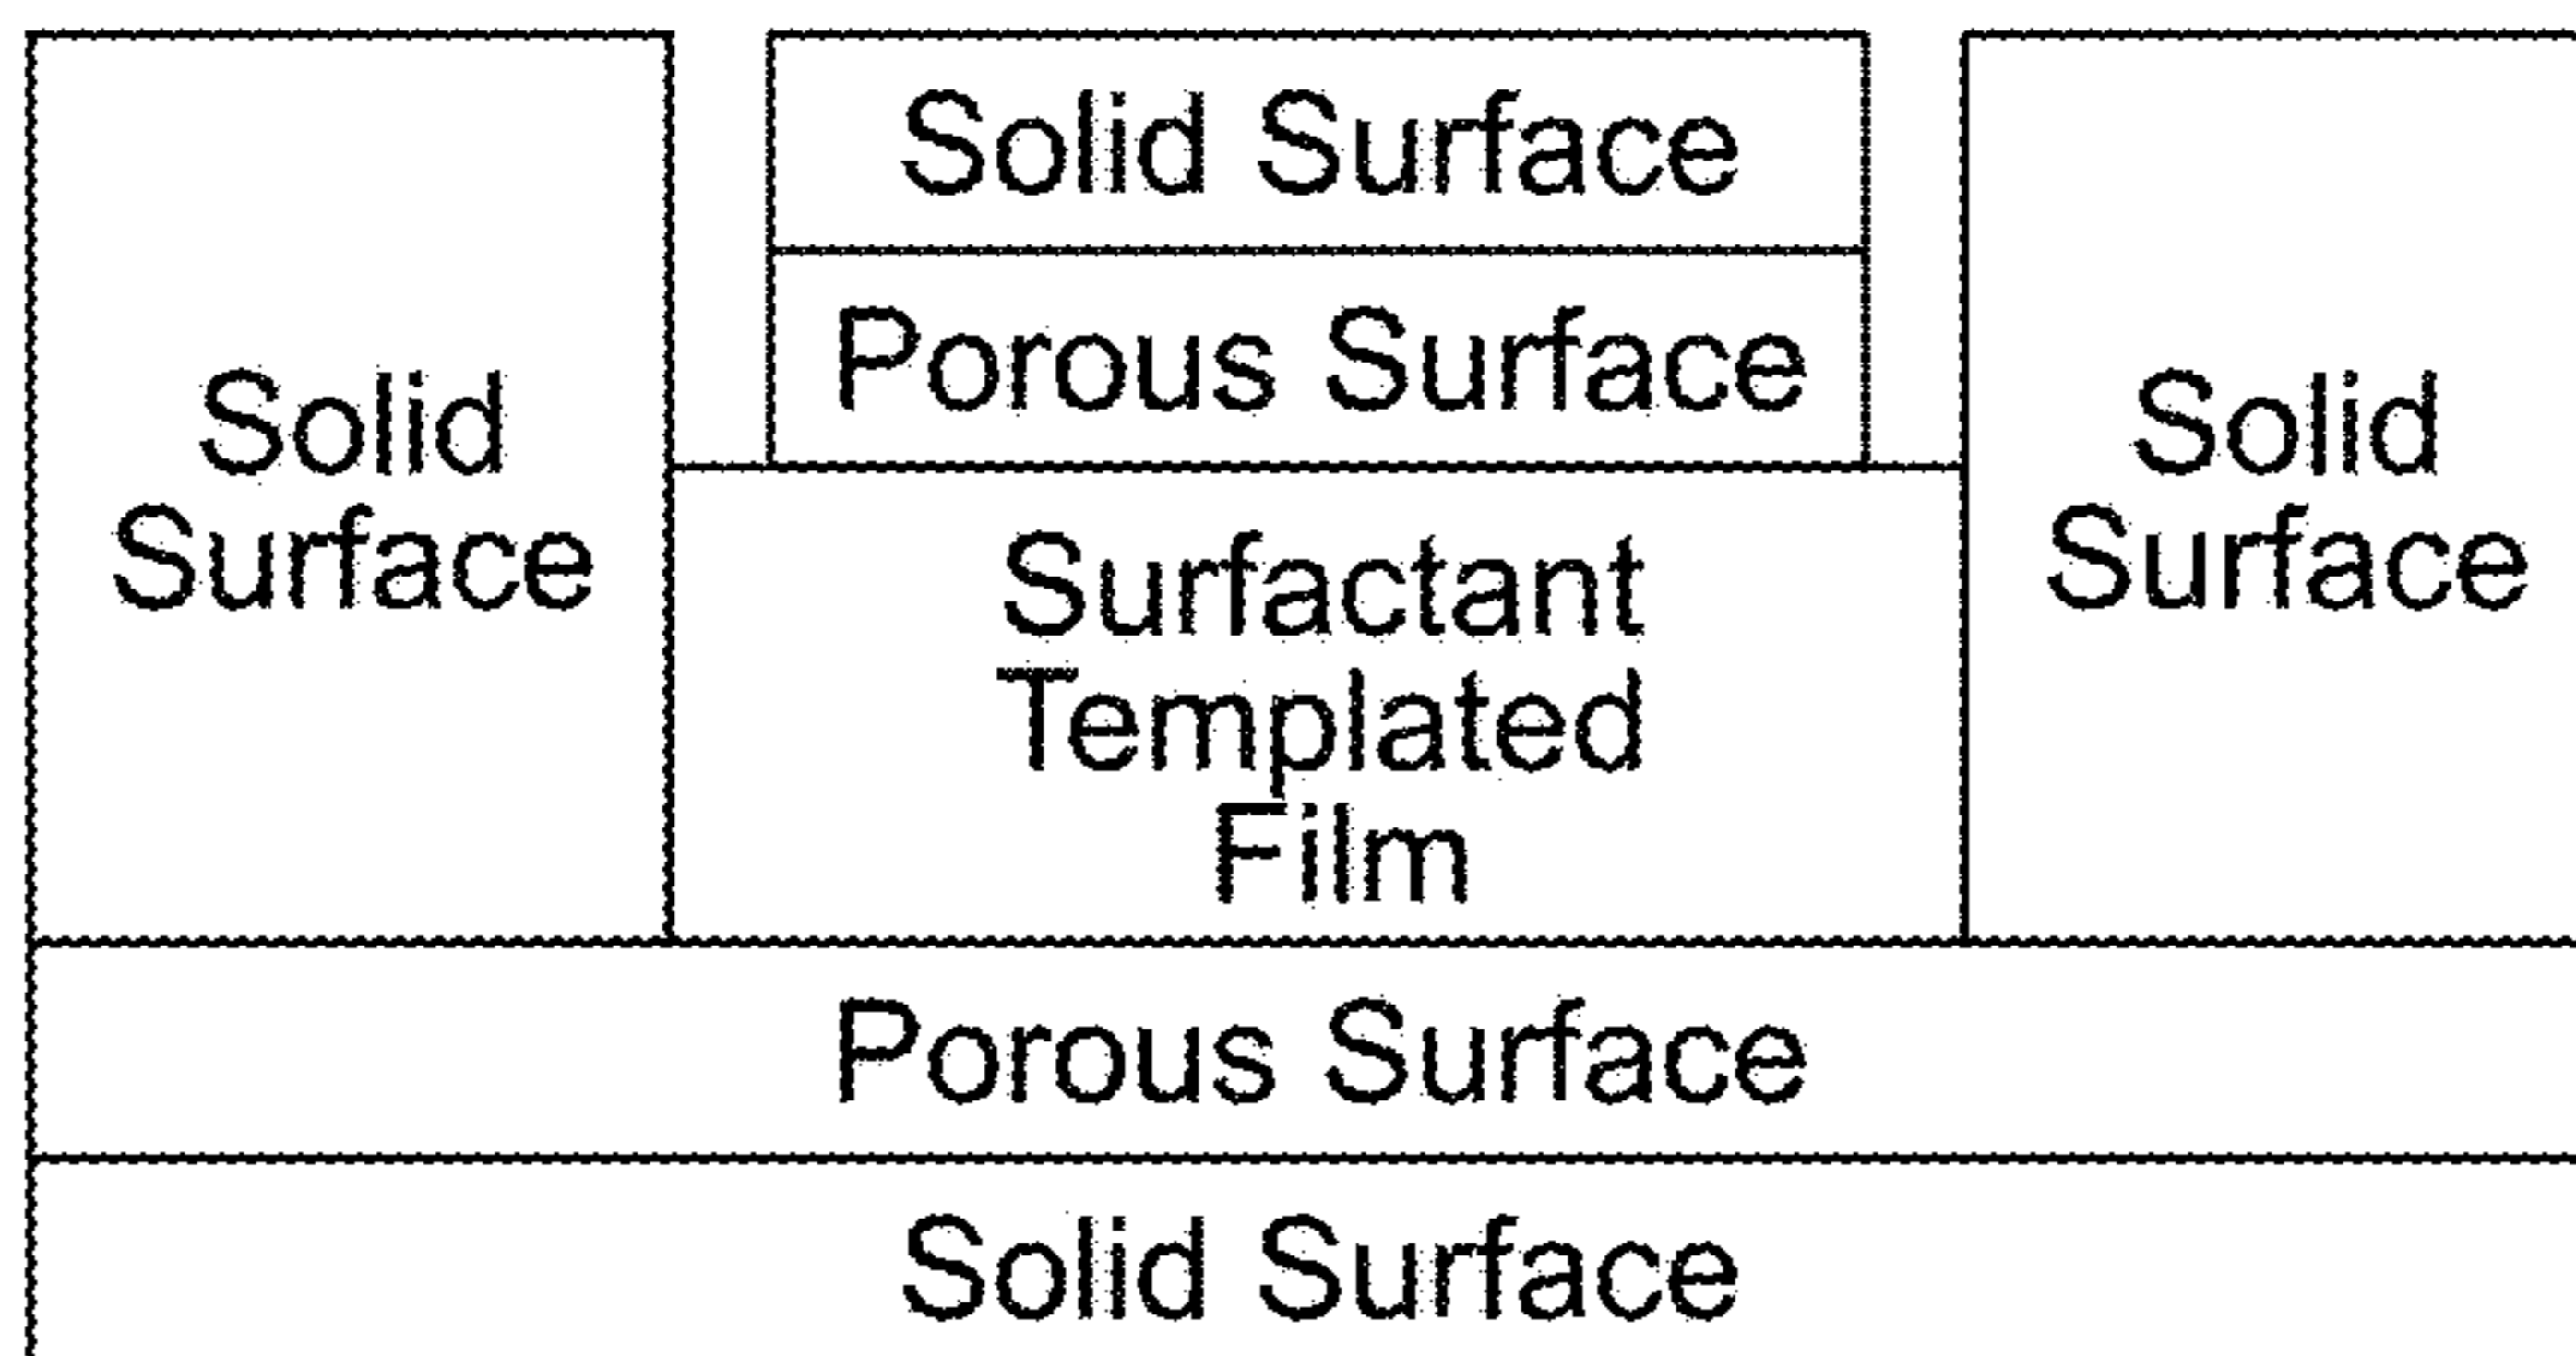 Solid Surface
Porous Surface
Solid
Surface
Solid
Surface
Surfactant
Templated
Film
Porous Surface
Solid Surface